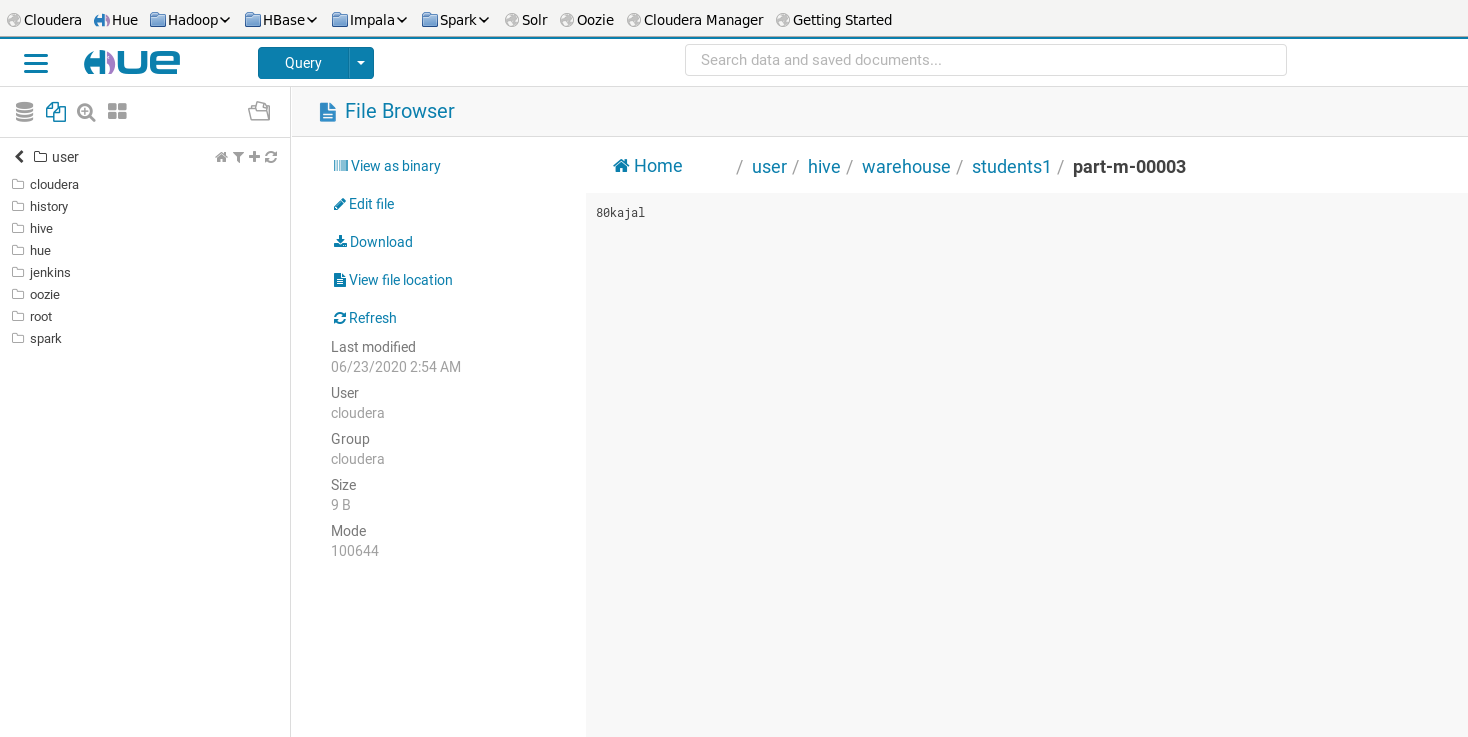 Cloudera Hue Hadoop HBase Impala Spark Solr Oozie Cloudera Manager Getting Started
HUE Query Search data and saved documents...
File Browser
user
cloudera
history
hive
hue
jenkins
oozie
root
spark
View as binary
Edit file
Download
View file location
Refresh
Last modified
06/23/2020 2:54 AM
User
cloudera
Group
cloudera
Size
9 B
Mode
100644
Home / user / hive / warehouse / students1 / part-m-00003
80kajal